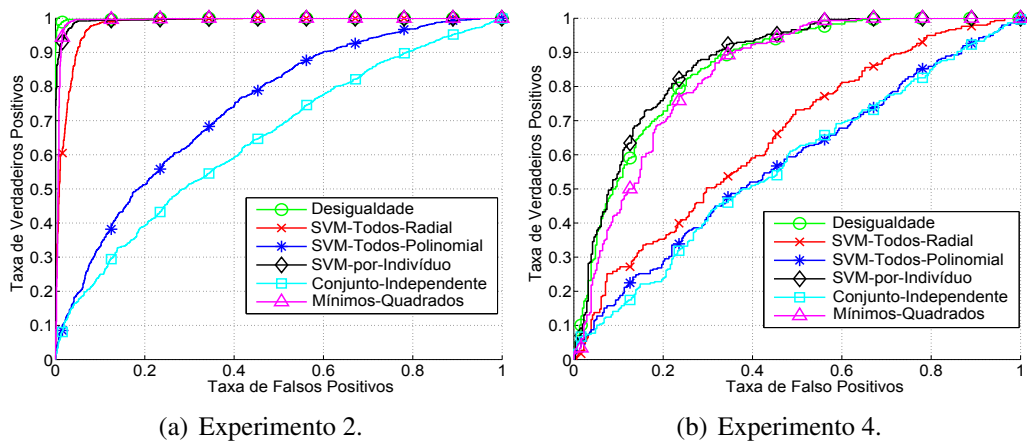 1
0.9
0.8
0.7
0.6
0.5
0.4
0.3
0.2
0.1
0
0.2
0.4
0.6
0.8
1
Taxa de Verdadeiros Positivos
Taxa de Falsos Positivos
Desigualdade
SVM-Todos-Radial
SVM-Todos-Polinomial
SVM-por-Indivíduo
Conjunto-Independente
Mínimos-Quadrados
(a) Experimento 2.
1
0.9
0.8
0.7
0.6
0.5
0.4
0.3
0.2
0.1
0
0
0.2
0.4
0.6
0.8
1
Taxa de Verdadeiros Positivos
Taxa de Falso Positivos
Desigualdade
SVM-Todos-Radial
SVM-Todos-Polinomial
SVM-por-Indivíduo
Conjunto-Independente
Mínimos-Quadrados
(b) Experimento 4.